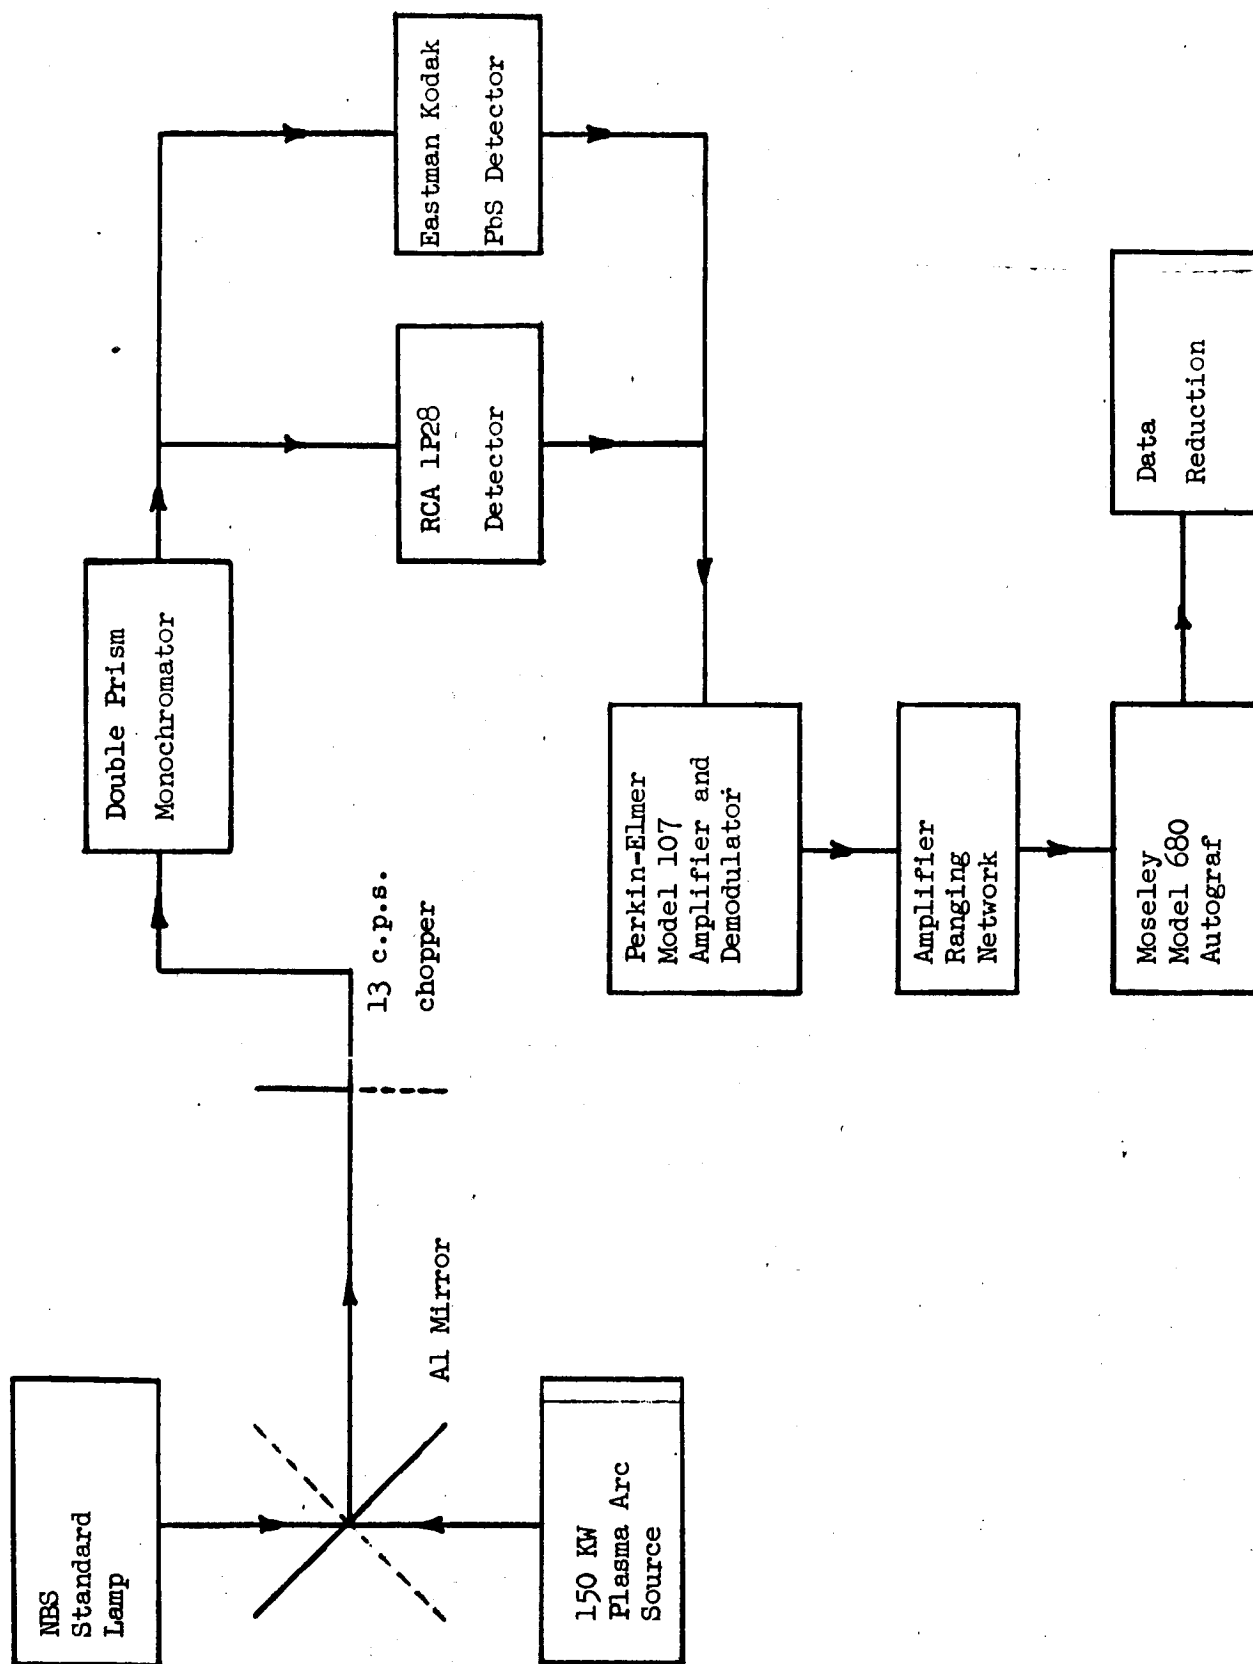 NBS
Standard
Lamp
150 KW
Plasma Arc
Source
Al Mirror
13 c.p.s.
chopper
Double Prism
Monochromator
RCA 1P28
Detector
Eastman Kodak
PbS Detector
Perkin-Elmer
Model 107
Amplifier and
Demodulator
Amplifier
Ranging
Network
Moseley
Model 680
Autograf
Data
Reduction